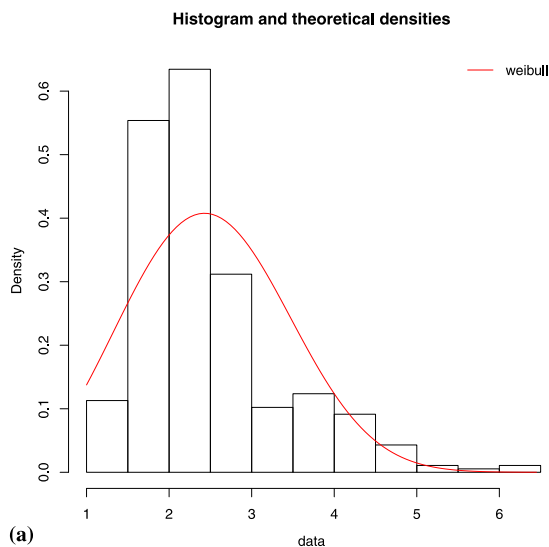 Histogram and theoretical densities
weibull
0.6
0.5
0.4
0.3
0.2
0.1
0.0
Density
1 2 3 4 5 6
data
(a)